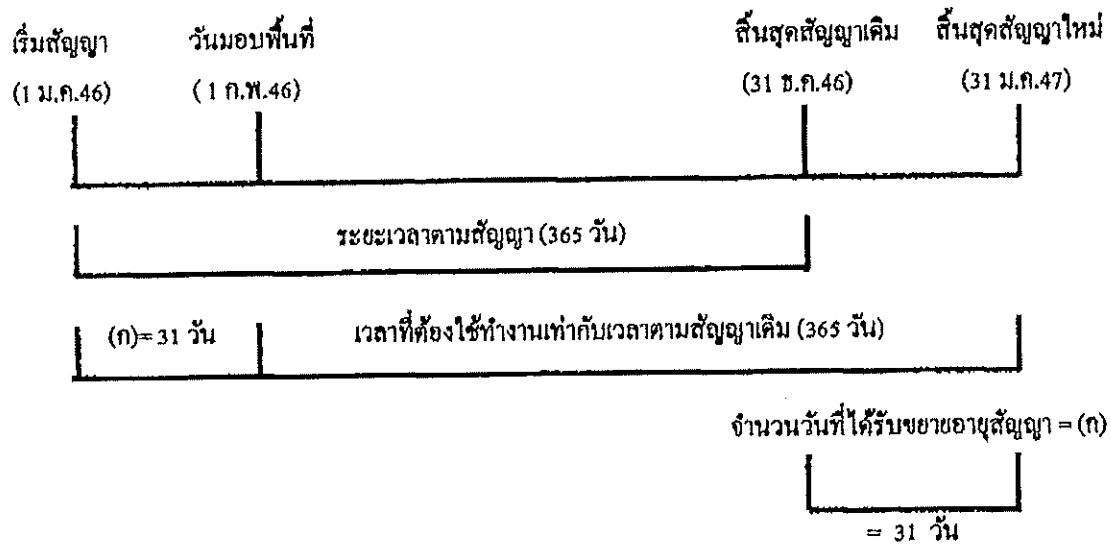 เริ่มสัญญา วันมอบพื้นที่ สิ้นสุดสัญญาเดิม สิ้นสุดสัญญาใหม่
(1 ม.ค.46) ( 1 ก.พ.46) (31 ธ.ค.46) (31 ม.ค.47)
ระยะเวลาตามสัญญา (365 วัน)
(ก)= 31 วัน เวลาที่ต้องใช้ทำงานเท่ากับเวลาตามสัญญาเดิม (365 วัน)
จำนวนวันที่ได้รับขยายอายุสัญญา = (ก)
= 31 วัน